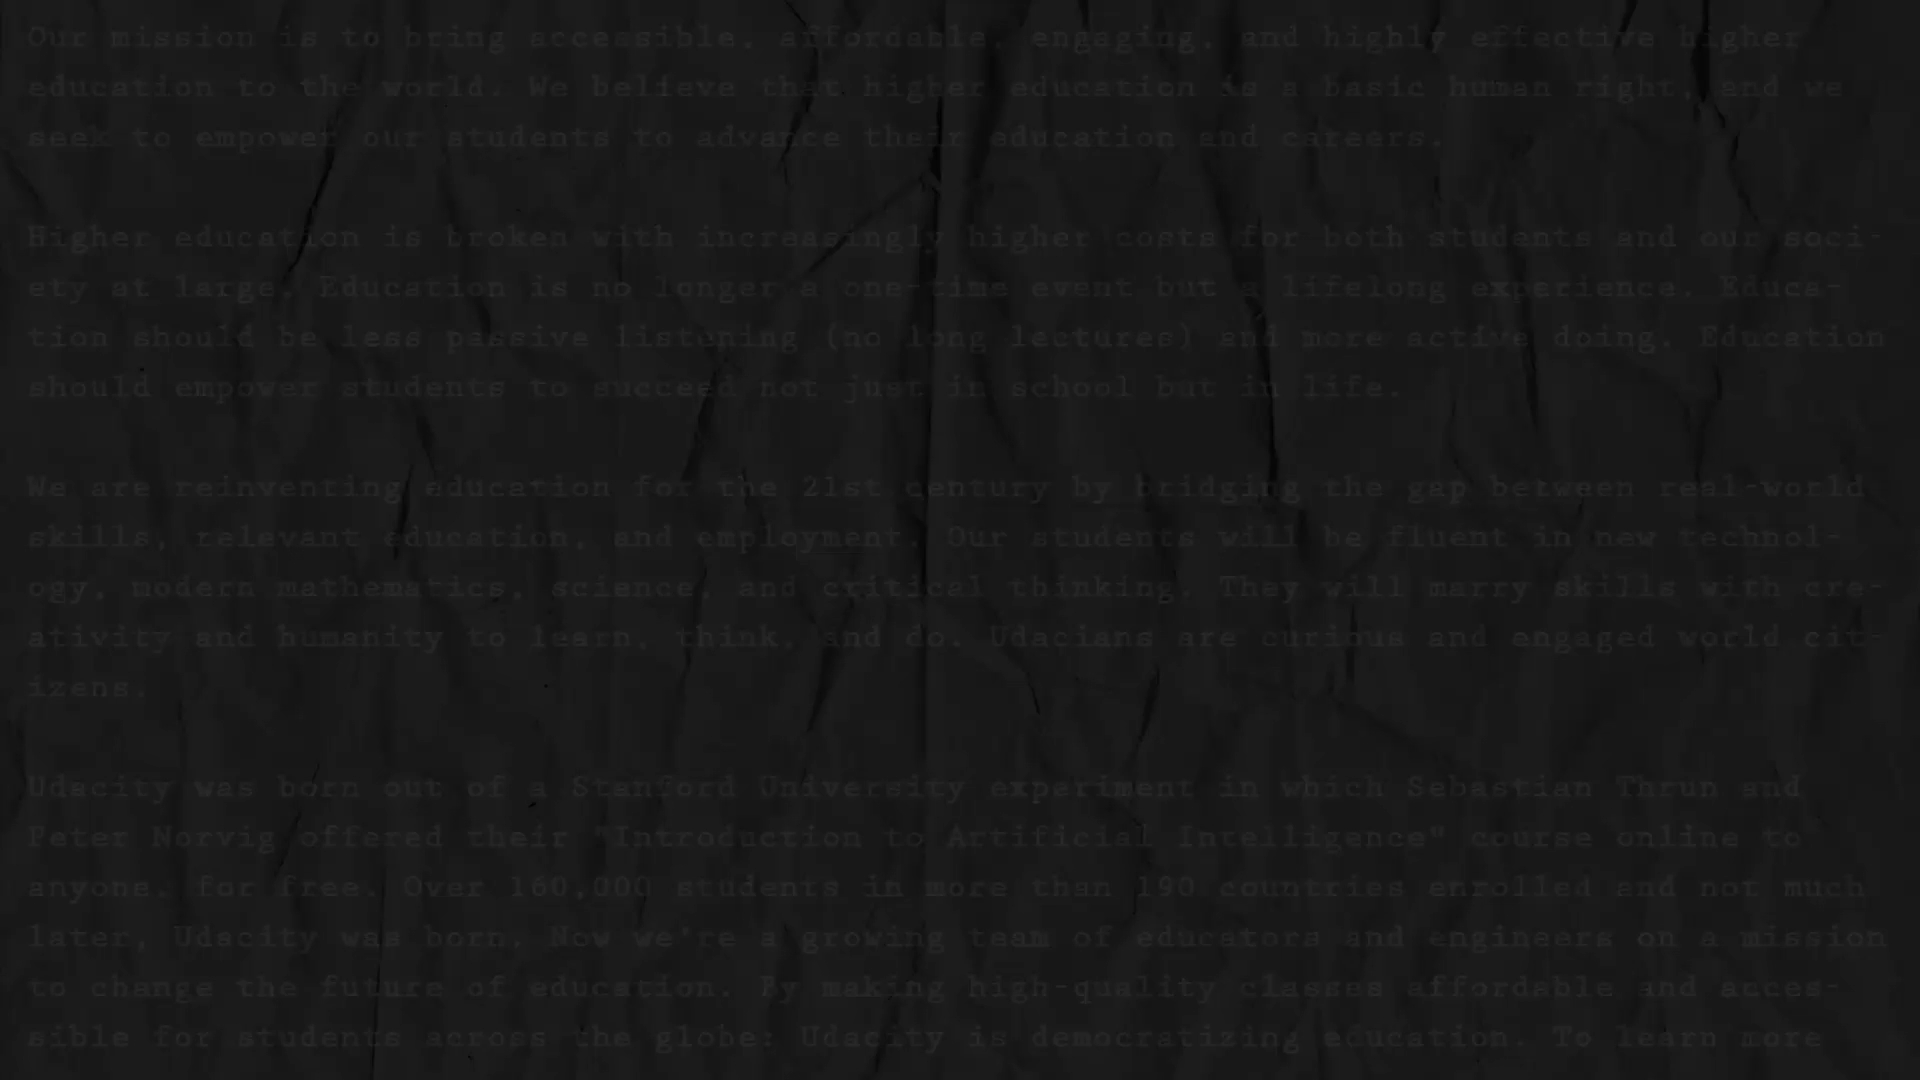 Our mission is to bring accessible, affordable, engaging, and highly effective higher
education to the world. We believe that higher education is a basic human right, and we
seek to empower our students to advance their education and careers.
Higher education is broken with increasingly higher costs for both students and our soci-
ety at large. Education is no longer a one-time event but a lifelong experience. Educa-
tion should be less passive listening (no long lectures) and more active doing. Education
should empower students to succeed not just in school but in life.
We are reinventing education for the 21st century by bridging the gap between real-world
skills, relevant education, and employment. Our students will be fluent in new technol-
ogy, modern mathematics, science, and critical thinking. They will marry skills with cre-
ativity and humanity to learn, think, and do. Udacians are curious and engaged world cit-
izens.
Udacity was born out of a Stanford University experiment in which Sebastian Thrun and
Peter Norvig offered their "Introduction to Artificial Intelligence" course online to
anyone, for free. Over 160,000 students in more than 190 countries enrolled and not much
later, Udacity was born. Now we're a growing team of educators and engineers on a mission
to change the future of education. By making high-quality classes affordable and acces-
sible for students across the globe: Udacity is democratizing education. To learn more